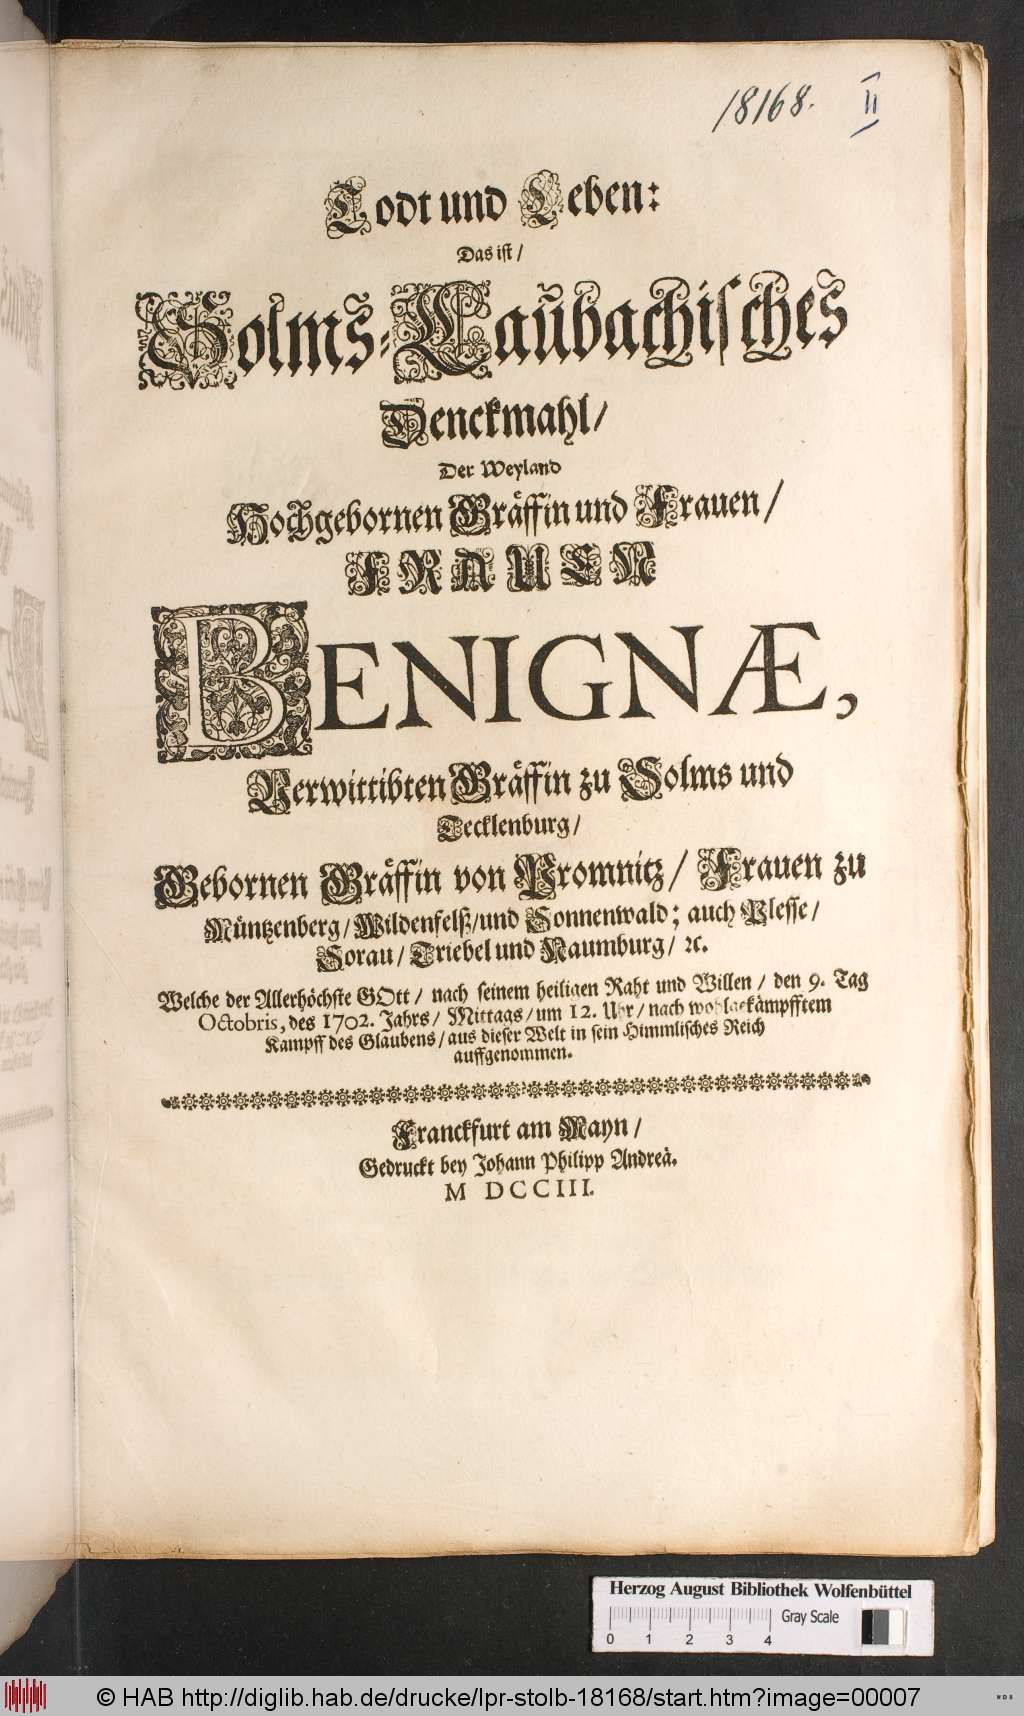 18168. II
Todt und Leben:
Das ist /
Solms-Laubachisches
Denckmahl /
Der Weyland
Hochgebornen Gräffin und Frauen /
FRAUEN
BENIGNÆ,
Verwittibten Gräffin zu Solms und
Tecklenburg /
Gebornen Gräffin von Promnitz / Frauen zu
Müntzenberg / Wildenfelß / und Sonnenwald; auch Plesse /
Sorau / Triebel und Naumburg / ꝛc.
Welche der Allerhöchste GOtt / nach seinem heiligen Raht und Willen / den 9. Tag
Octobris, des 1702. Jahrs / Mittags / um 12. Uhr / nach wohlgekämpfftem
Kampff des Glaubens / aus dieser Welt in sein Himmlisches Reich
auffgenommen.
Franckfurt am Mayn /
Gedruckt bey Johann Philipp Andreä.
M DCCIII.
Herzog August Bibliothek Wolfenbüttel
Gray Scale
0 1 2 3 4
© HAB http://diglib.hab.de/drucke/lpr-stolb-18168/start.htm?image=00007